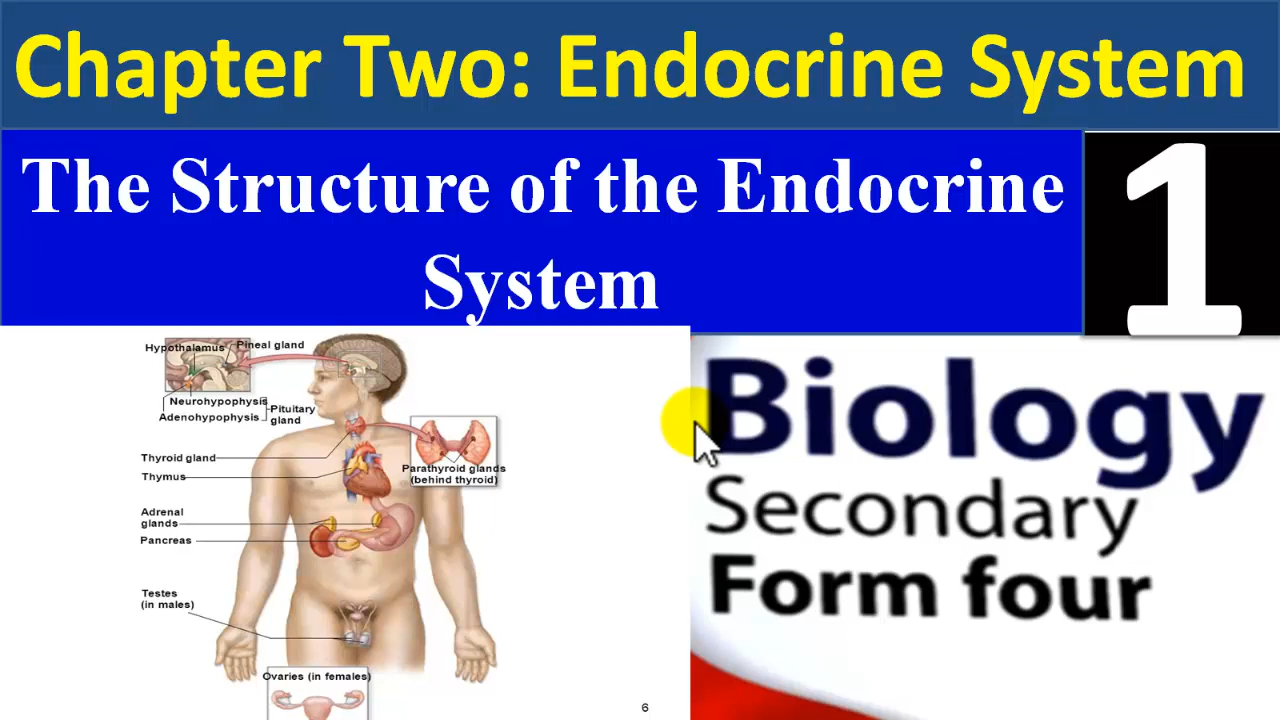 Chapter Two: Endocrine System
The Structure of the Endocrine
System
1
Hypothalamus
Pineal gland
Neurohypophysis
Adenohypophysis
Pituitary
gland
Thyroid gland
Thymus
Parathyroid glands
(behind thyroid)
Adrenal
glands
Pancreas
Testes
(in males)
Ovaries (in females)
6
Biology
Secondary
Form four